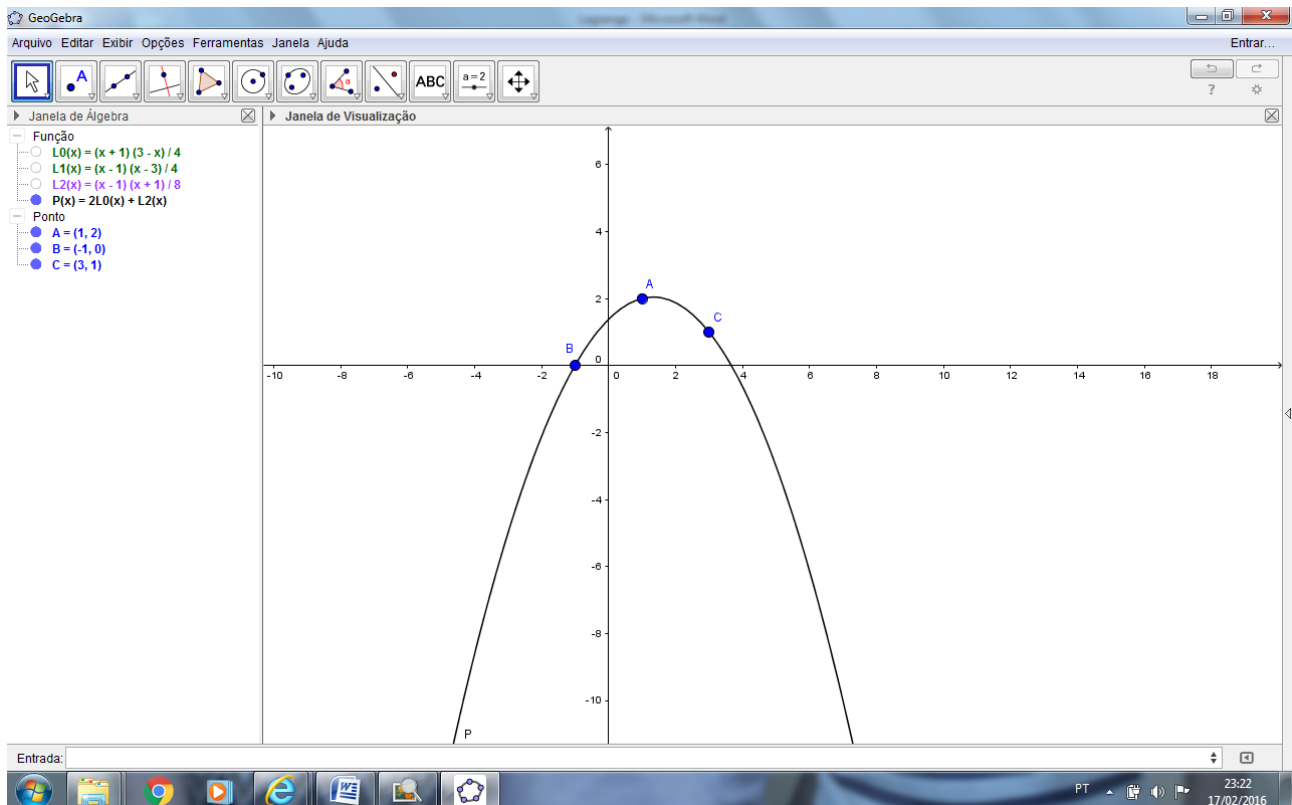 GeoGebra
Lagrange - Microsoft Word
Arquivo Editar Exibir Opções Ferramentas Janela Ajuda
Entrar...
A
ABC
a=2
?
Janela de Álgebra
Janela de Visualização
Função
L0(x) = (x + 1) (3 - x) / 4
L1(x) = (x - 1) (x - 3) / 4
L2(x) = (x - 1) (x + 1) / 8
P(x) = 2L0(x) + L2(x)
Ponto
A = (1, 2)
B = (-1, 0)
C = (3, 1)
6
4
A
2
C
B
0
-10 -8 -6 -4 -2 0 2 4 6 8 10 12 14 16 18
-2
-4
-6
-8
-10
P
Entrada:
PT
23:22
17/02/2016